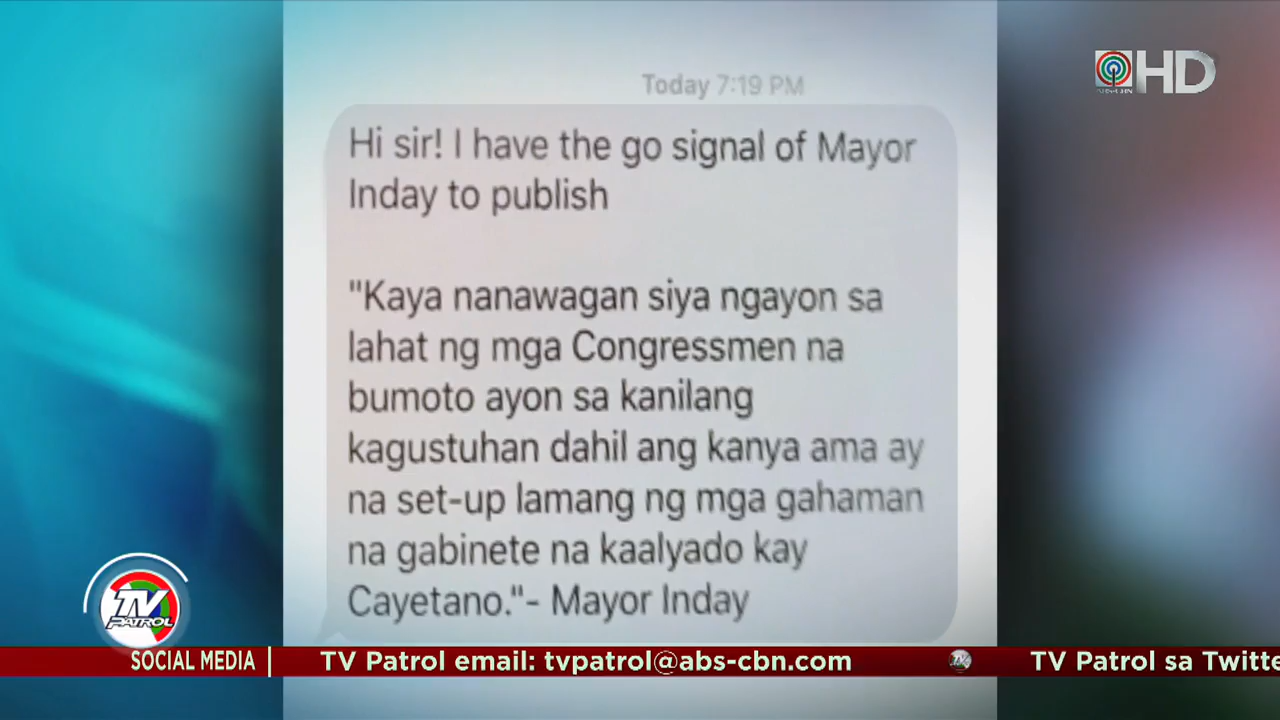 HD
Today 7:19 PM
Hi sir! I have the go signal of Mayor
Inday to publish
"Kaya nanawagan siya ngayon sa
lahat ng mga Congressmen na
bumoto ayon sa kanilang
kagustuhan dahil ang kanya ama ay
na set-up lamang ng mga gahaman
na gabinete na kaalyado kay
Cayetano."- Mayor Inday
TV
PATROL
SOCIAL MEDIA | TV Patrol email: tvpatrol@abs-cbn.com TV Patrol sa Twitte